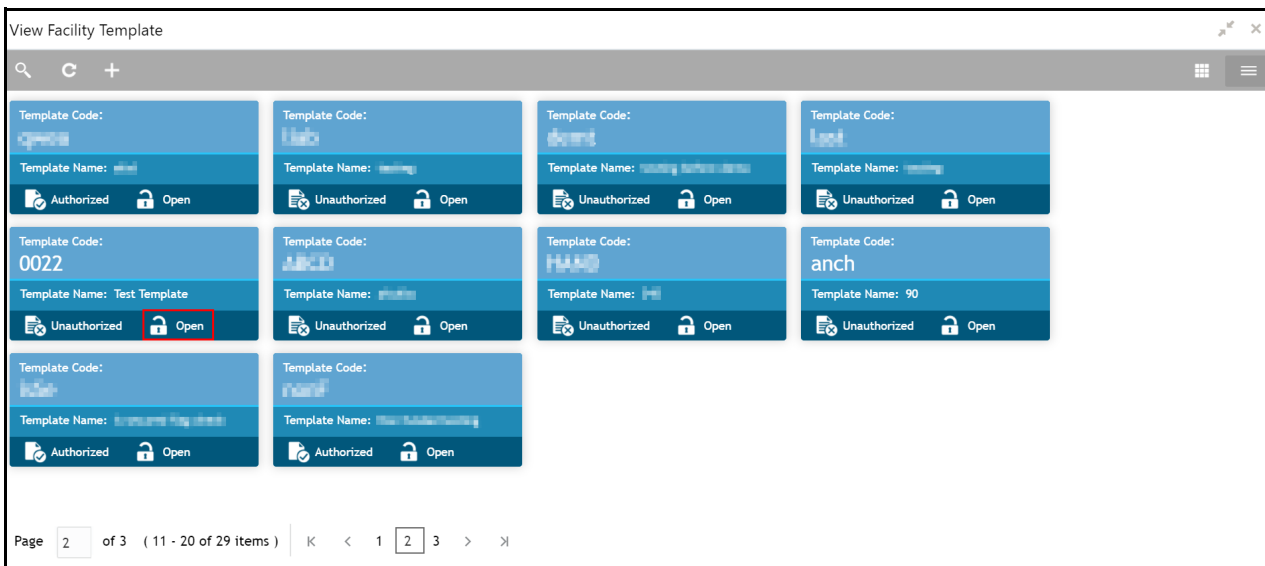 View Facility Template
Template Code: Template Code: Template Code: Template Code:
Template Name: Template Name: Template Name: Template Name:
Authorized Open Unauthorized Open Unauthorized Open Unauthorized Open
Template Code: Template Code: Template Code: Template Code:
0022 anch
Template Name: Test Template Template Name: Template Name: Template Name: 90
Unauthorized Open Unauthorized Open Unauthorized Open Unauthorized Open
Template Code: Template Code:
Template Name: Template Name:
Authorized Open Authorized Open
Page 2 of 3 ( 11 - 20 of 29 items ) 1 2 3